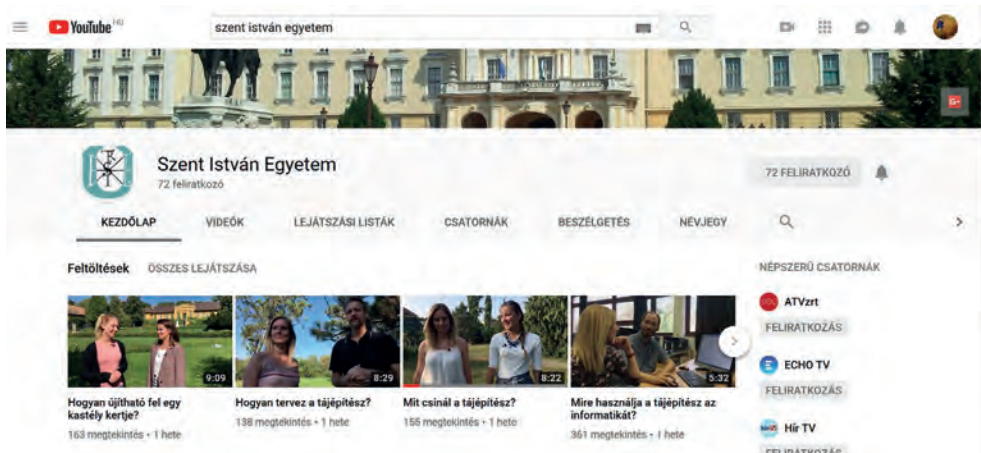 YouTube HU
szent istván egyetem
G+
Szent István Egyetem
72 feliratkozó
72 FELIRATKOZÓ
KEZDŐLAP VIDEÓK LEJÁTSZÁSI LISTÁK CSATORNÁK BESZÉLGETÉS NÉVJEGY
Feltöltések ÖSSZES LEJÁTSZÁSA
9:09
8:29
8:22
5:32
Hogyan újítható fel egy
kastély kertje?
163 megtekintés • 1 hete
Hogyan tervez a tájépítész?
138 megtekintés • 1 hete
Mit csinál a tájépítész?
155 megtekintés • 1 hete
Mire használja a tájépítész az
informatikát?
361 megtekintés • 1 hete
NÉPSZERŰ CSATORNÁK
ATVzrt
FELIRATKOZÁS
ECHO TV
FELIRATKOZÁS
Hír TV
FELIRATKOZÁS